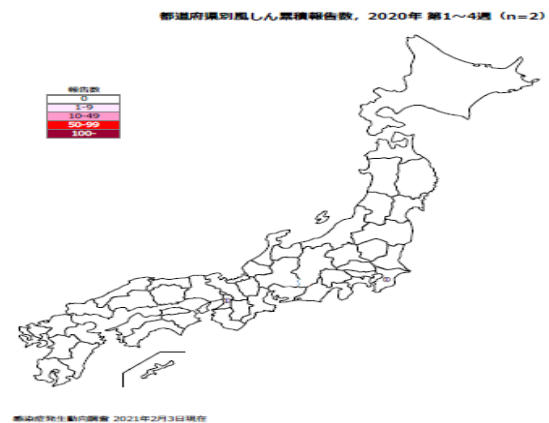 都道府県別風しん累積報告数, 2020年 第1～4週 (n=2)
報告数
0
1-9
10-49
50-99
100-
感染症発生動向調査 2021年2月3日現在